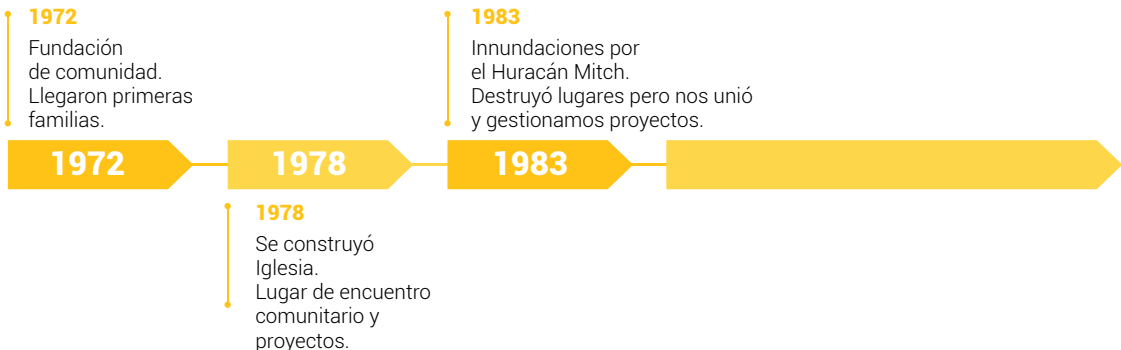 1972
Fundación
de comunidad.
Llegaron primeras
familias.
1983
Innundaciones por
el Huracán Mitch.
Destruyó lugares pero nos unió
y gestionamos proyectos.
1972
1978
1983
1978
Se construyó
Iglesia.
Lugar de encuentro
comunitario y
proyectos.